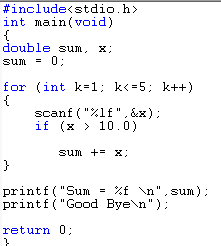 #include<stdio.h>
int main(void)
{
double sum, x;
sum = 0;
for (int k=1; k<=5; k++)
{
scanf("%lf",&x);
if (x > 10.0)
sum += x;
}
printf("Sum = %f \n",sum);
printf("Good Bye\n");
return 0;
}